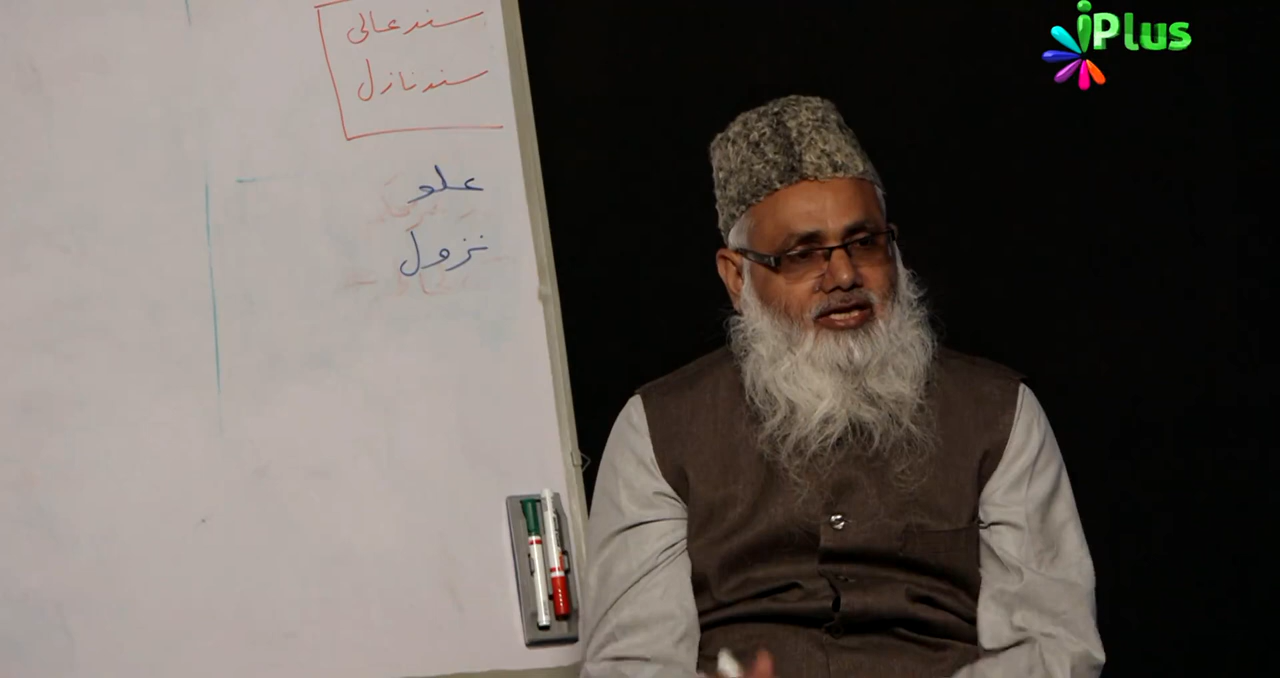 سند عالی
سند نازل
علو
نزول
iPlus